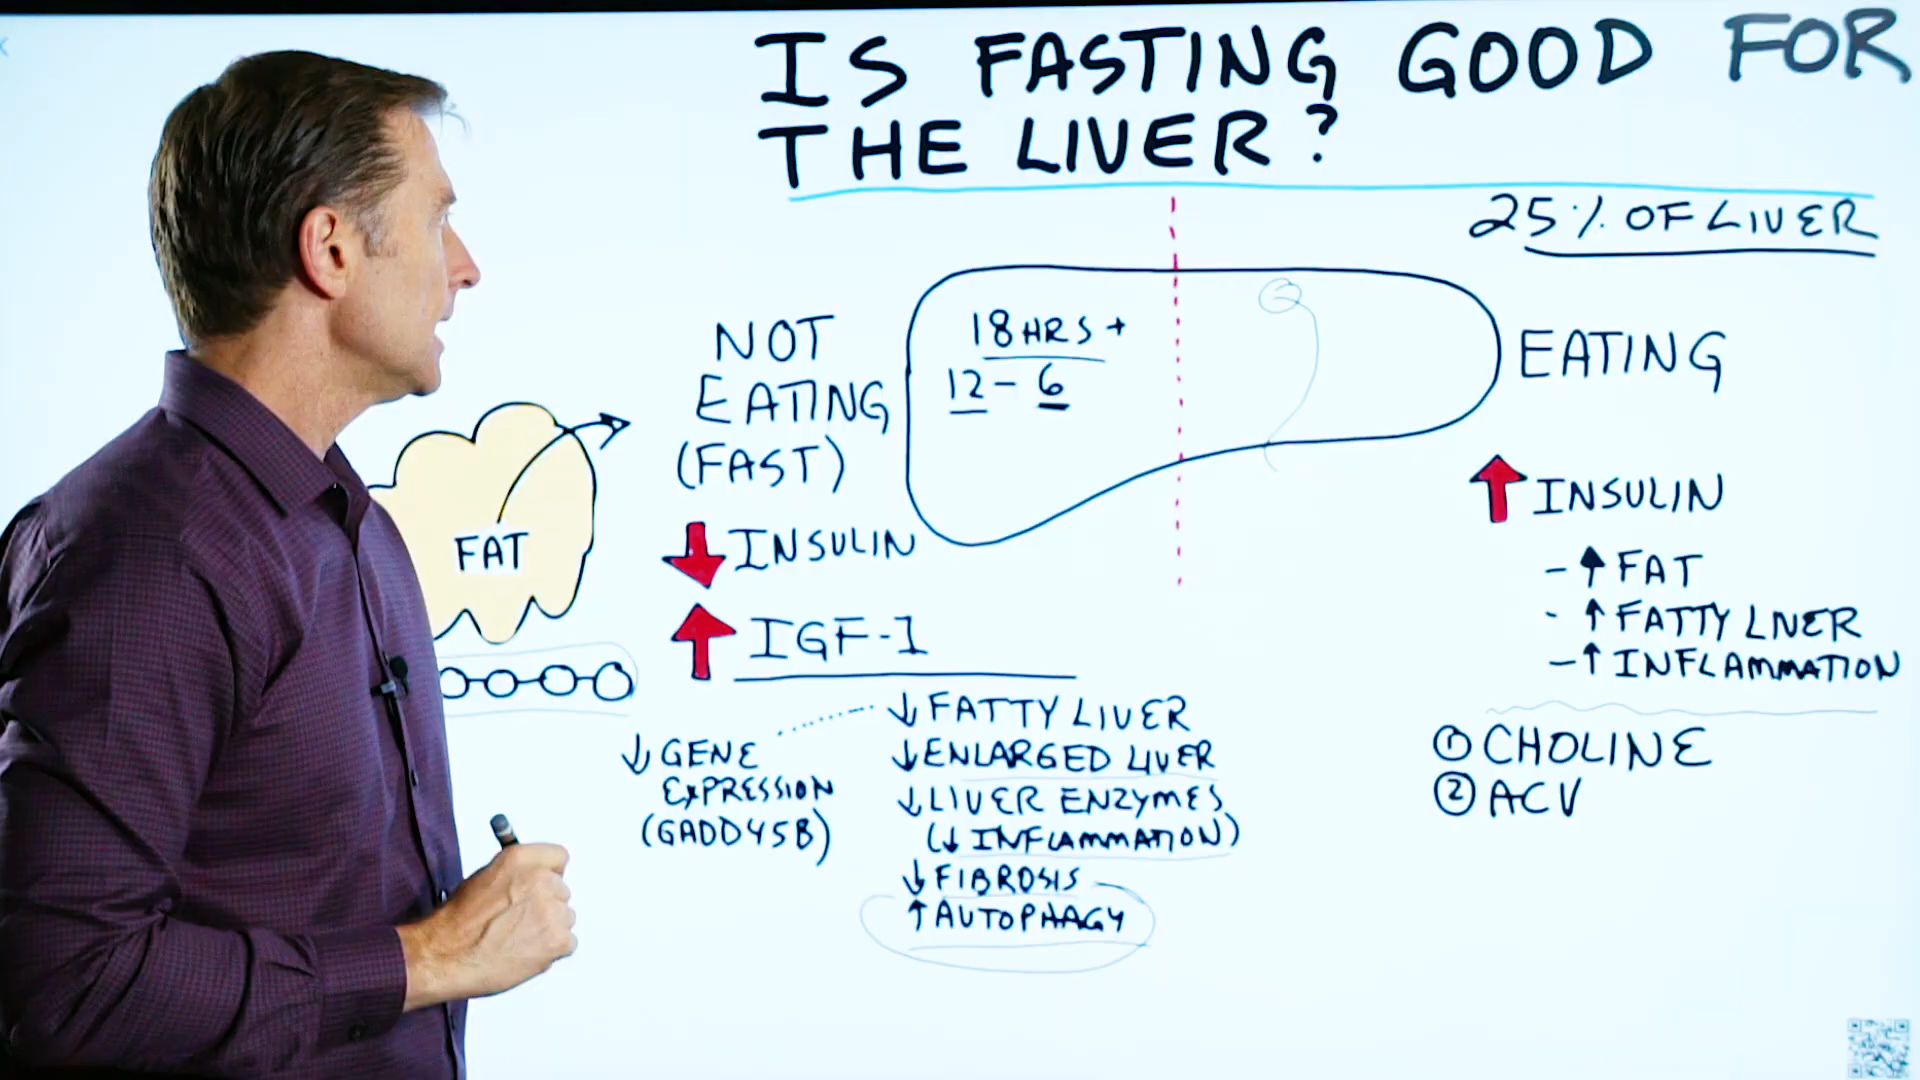 IS FASTING GOOD FOR
THE LIVER?
25% OF LIVER
18 HRS +
12 - 6
NOT
EATING
(FAST)
EATING
FAT
↓ INSULIN
↑ IGF-1
↑ INSULIN
- ↑ FAT
- ↑ FATTY LIVER
- ↑ INFLAMMATION
↓ GENE
EXPRESSION
(GADD45B)
↓ FATTY LIVER
↓ ENLARGED LIVER
↓ LIVER ENZYMES
(↓ INFLAMMATION)
↓ FIBROSIS
↑ AUTOPHAGY
① CHOLINE
② ACV